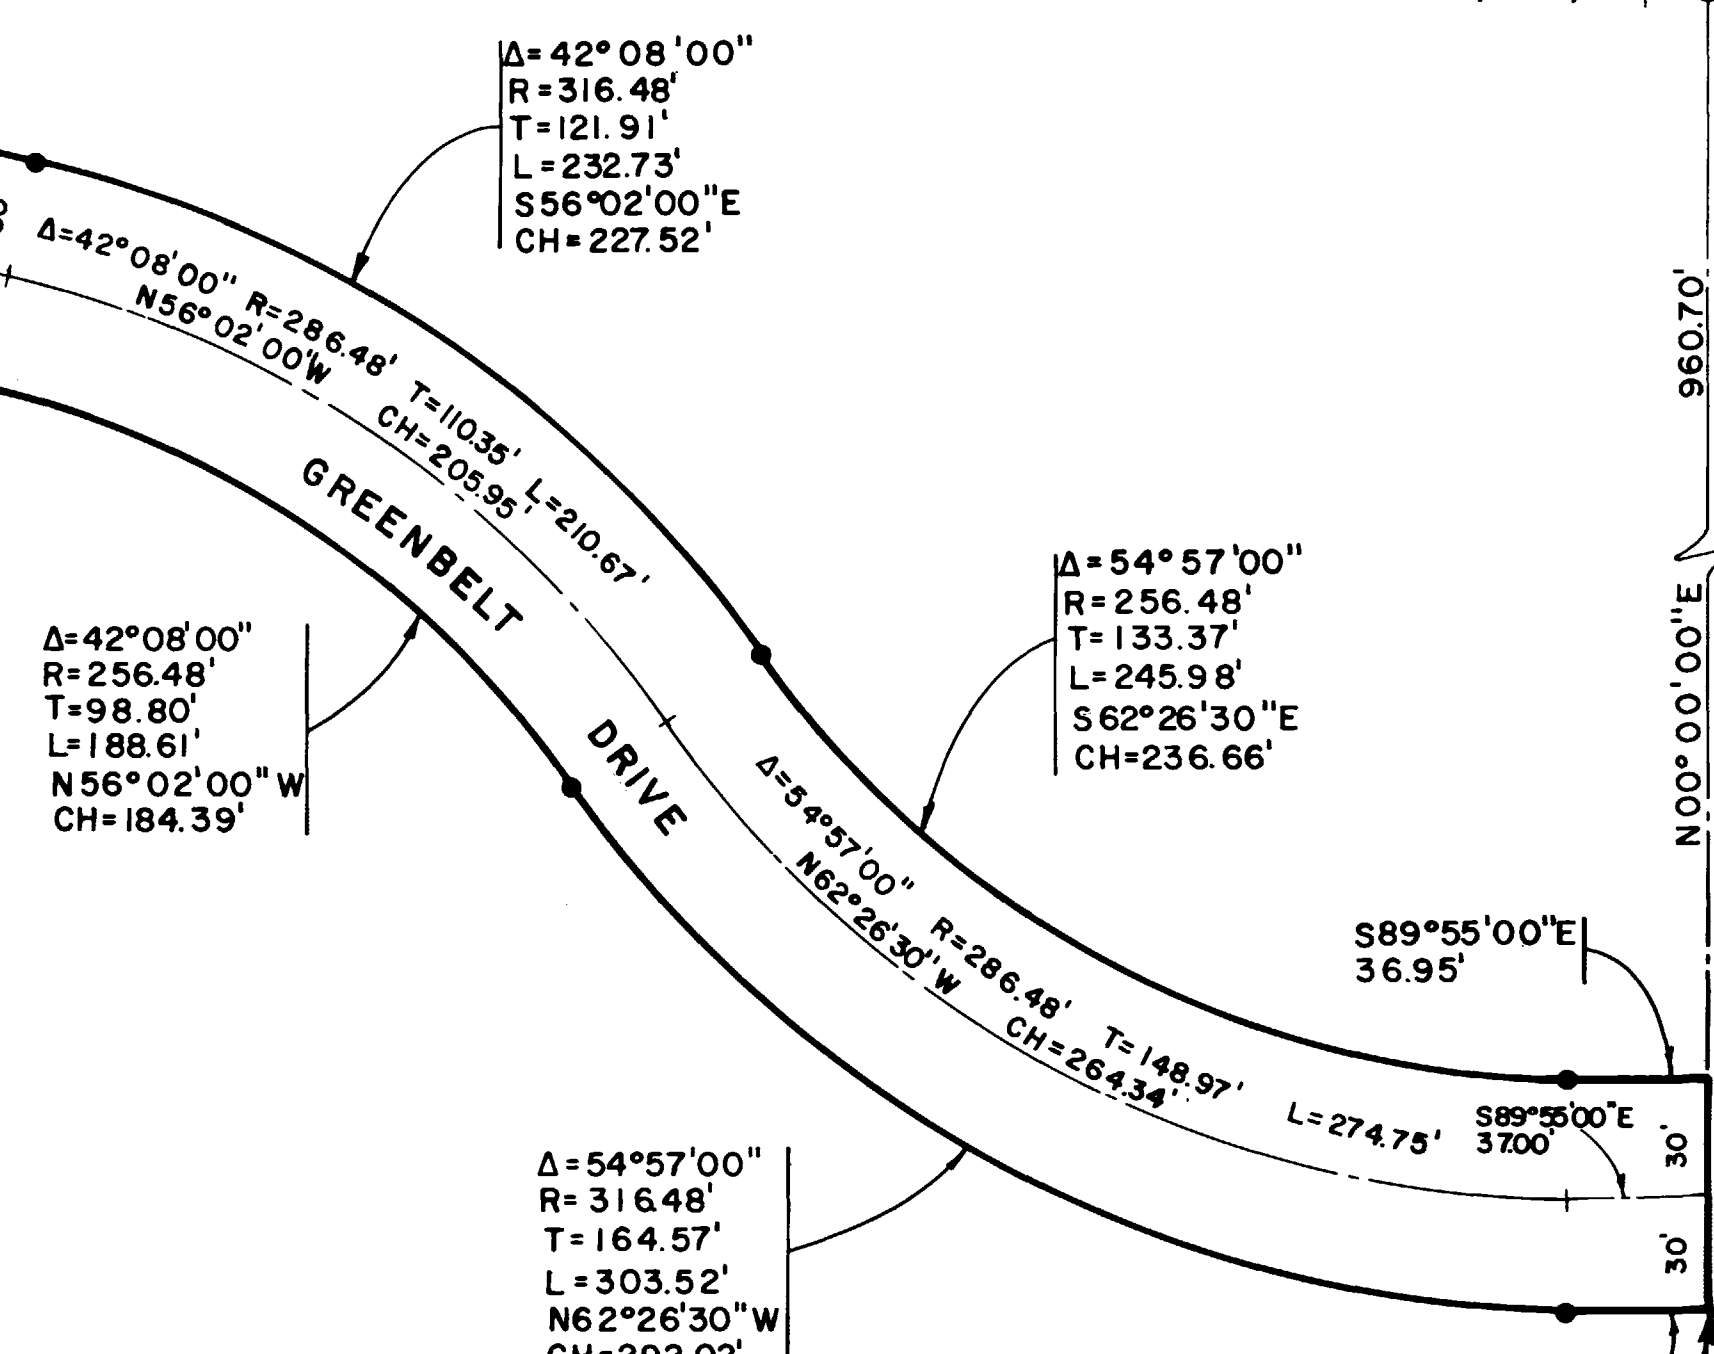 Δ=42°08'00"
R=316.48'
T=121.91'
L=232.73'
S56°02'00"E
CH=227.52'
Δ=42°08'00" R=286.48' T=110.35' L=210.67'
N56°02'00"W CH=205.95'
GREENBELT DRIVE
960.70'
N00°00'00"E
Δ=42°08'00"
R=256.48'
T=98.80'
L=188.61'
N56°02'00"W
CH=184.39'
Δ=54°57'00"
R=256.48'
T=133.37'
L=245.98'
S62°26'30"E
CH=236.66'
Δ=54°57'00" R=286.48' T=148.97' L=274.75'
N62°26'30"W CH=264.34'
S89°55'00"E
36.95'
S89°55'00"E
37.00'
30'
30'
Δ=54°57'00"
R=316.48'
T=164.57'
L=303.52'
N62°26'30"W